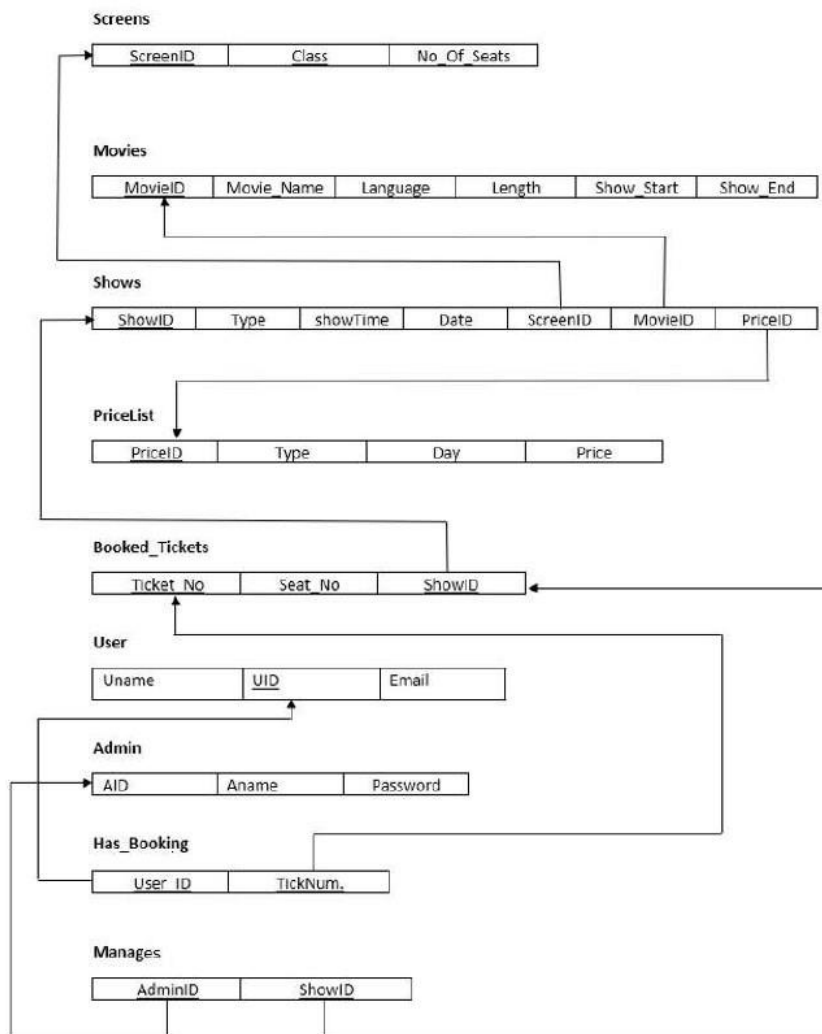 Screens
ScreenID Class No_Of_Seats
Movies
MovieID Movie_Name Language Length Show_Start Show_End
Shows
ShowID Type showTime Date ScreenID MovieID PriceID
PriceList
PriceID Type Day Price
Booked_Tickets
Ticket_No Seat_No ShowID
User
Uname UID Email
Admin
AID Aname Password
Has_Booking
User_ID TickNum.
Manages
AdminID ShowID